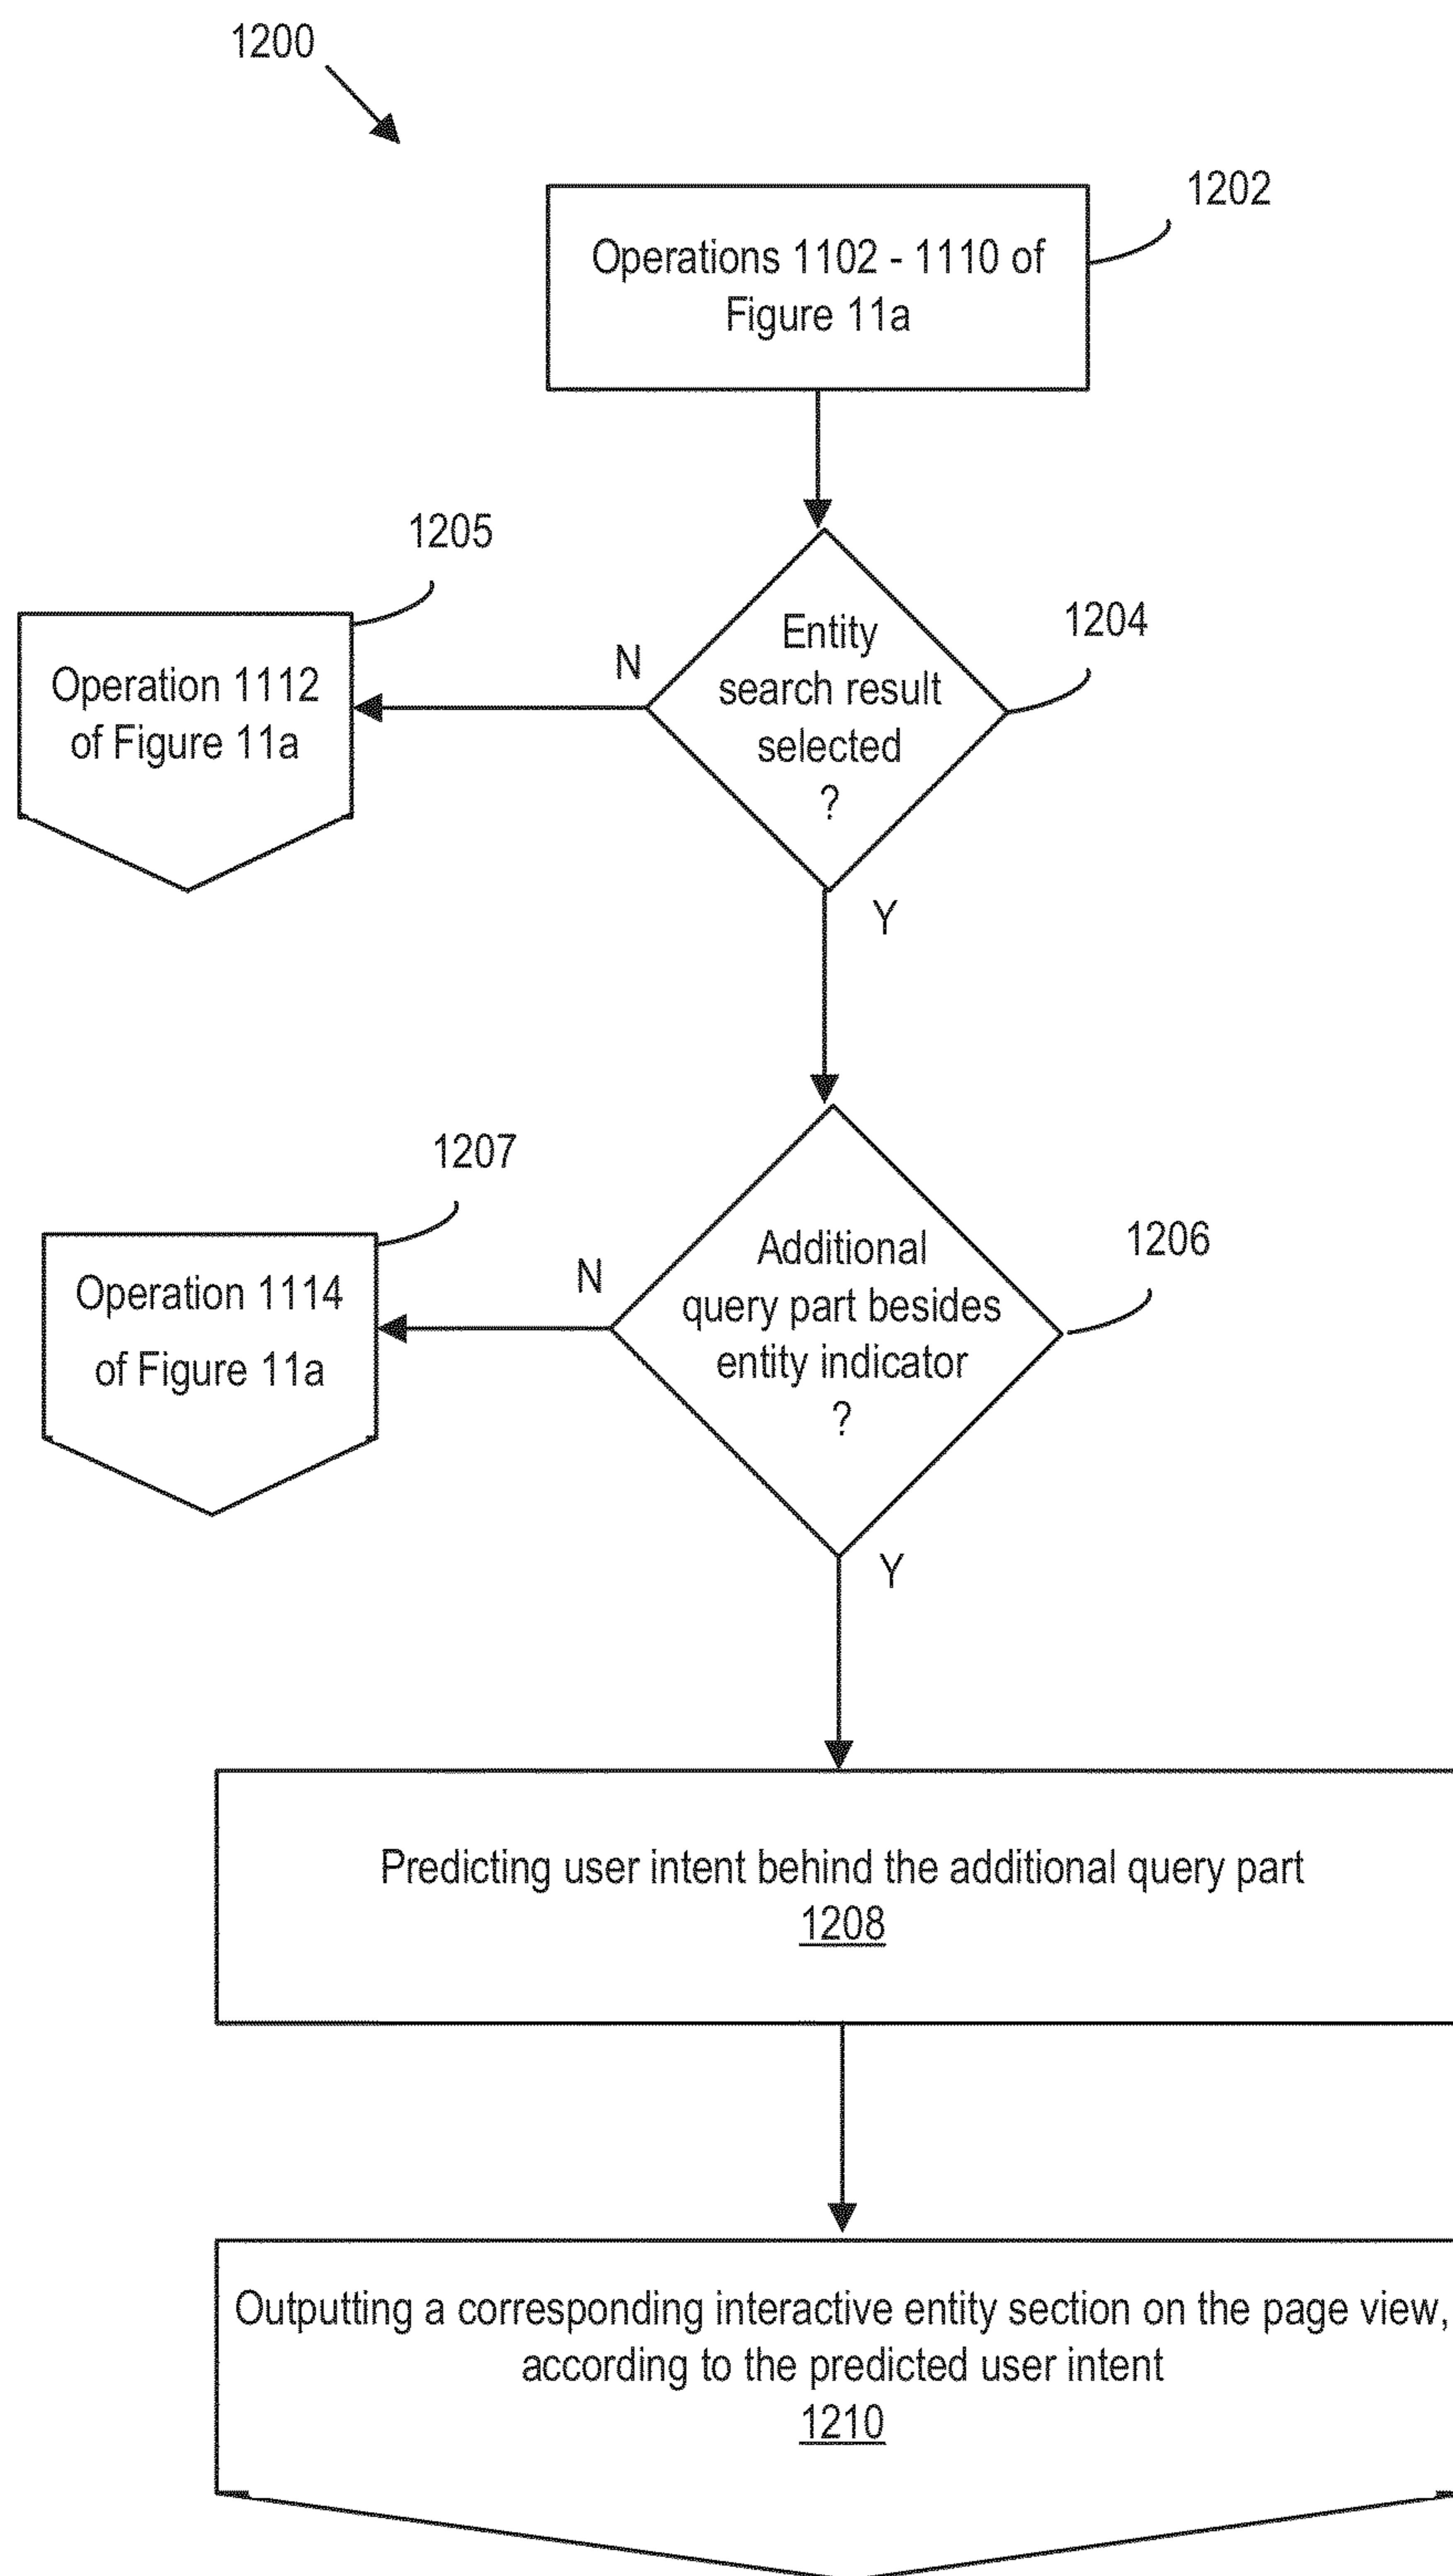 1200
1202
Operations 1102 - 1110 of
Figure 11a
1205
1204
Entity
search result
selected
?
N
Operation 1112
of Figure 11a
Y
1207
1206
Additional
query part besides
entity indicator
?
N
Operation 1114
of Figure 11a
Y
Predicting user intent behind the additional query part
1208
Outputting a corresponding interactive entity section on the page view,
according to the predicted user intent
1210